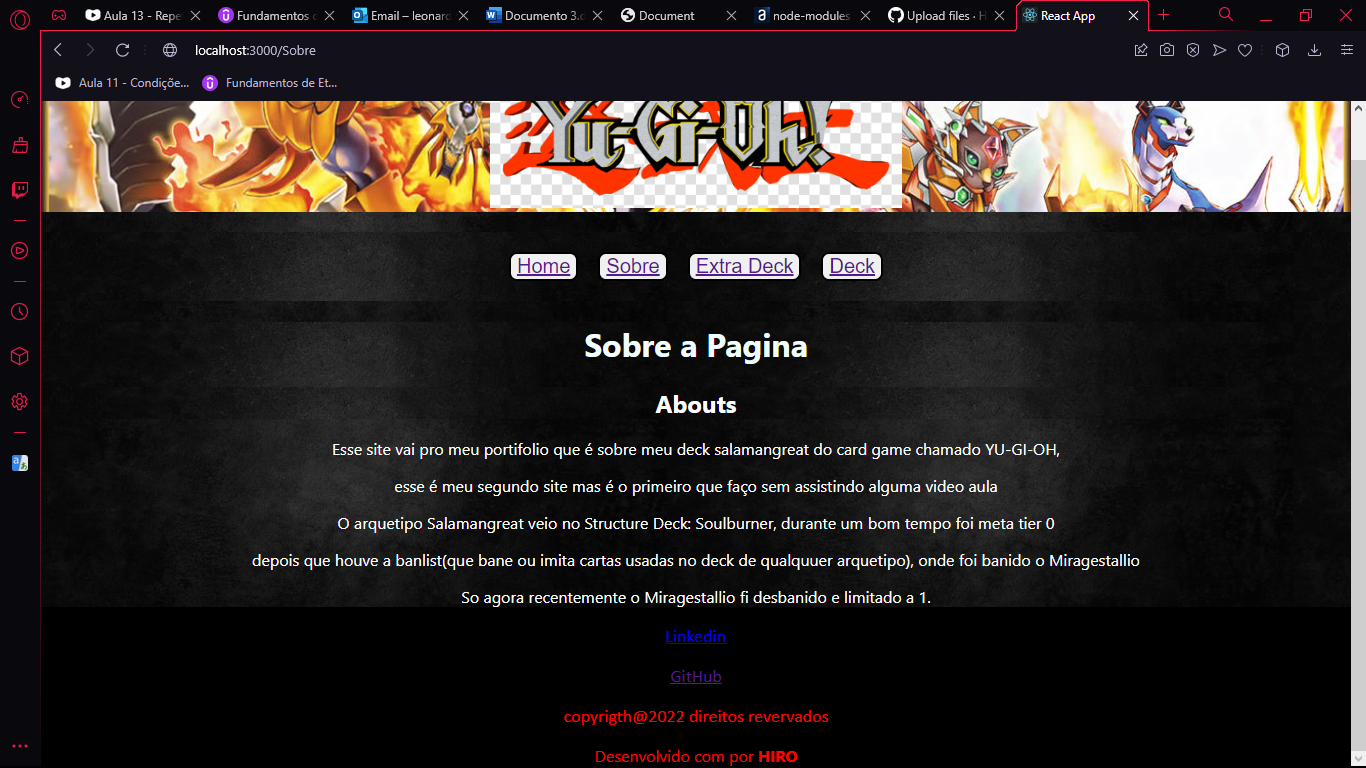 Aula 13 - Repe
Fundamentos d
Email – leonard
Documento 3.d
Document
node-modules
Upload files · H
React App
localhost:3000/Sobre
Aula 11 - Condiçõe...
Fundamentos de Et...
Yu-Gi-Oh!
Home Sobre Extra Deck Deck
Sobre a Pagina
Abouts
Esse site vai pro meu portifolio que é sobre meu deck salamangreat do card game chamado YU-GI-OH,
esse é meu segundo site mas é o primeiro que faço sem assistindo alguma video aula
O arquetipo Salamangreat veio no Structure Deck: Soulburner, durante um bom tempo foi meta tier 0
depois que houve a banlist(que bane ou imita cartas usadas no deck de qualquuer arquetipo), onde foi banido o Miragestallio
So agora recentemente o Miragestallio fi desbanido e limitado a 1.
Linkedin
GitHub
copyrigth@2022 direitos revervados
Desenvolvido com por HIRO